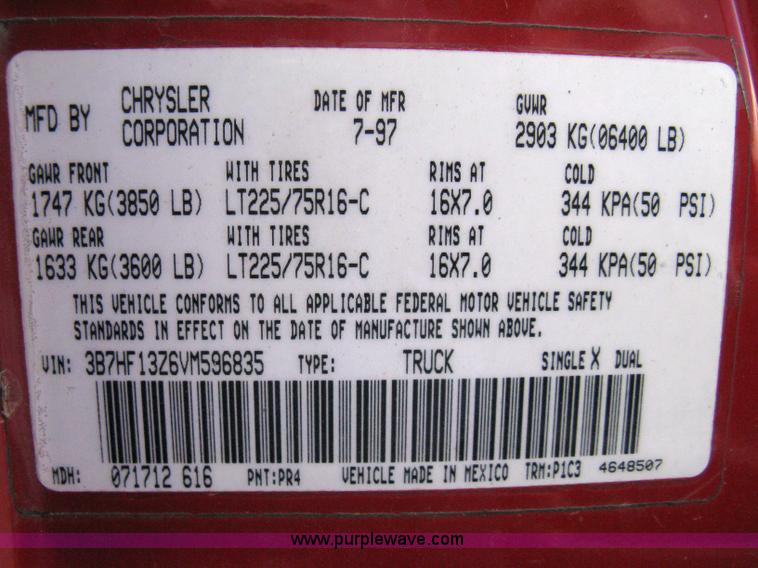 MFD BY CHRYSLER CORPORATION DATE OF MFR 7-97 GVWR 2903 KG(06400 LB)
GAWR FRONT WITH TIRES RIMS AT COLD
1747 KG(3850 LB) LT225/75R16-C 16X7.0 344 KPA(50 PSI)
GAWR REAR WITH TIRES RIMS AT COLD
1633 KG(3600 LB) LT225/75R16-C 16X7.0 344 KPA(50 PSI)
THIS VEHICLE CONFORMS TO ALL APPLICABLE FEDERAL MOTOR VEHICLE SAFETY
STANDARDS IN EFFECT ON THE DATE OF MANUFACTURE SHOWN ABOVE.
VIN: 3B7HF13Z6VM596835 TYPE: TRUCK SINGLE X DUAL
MDH: 071712 616 PNT:PR4 VEHICLE MADE IN MEXICO TRM:P1C3 4648507
www.purplewave.com